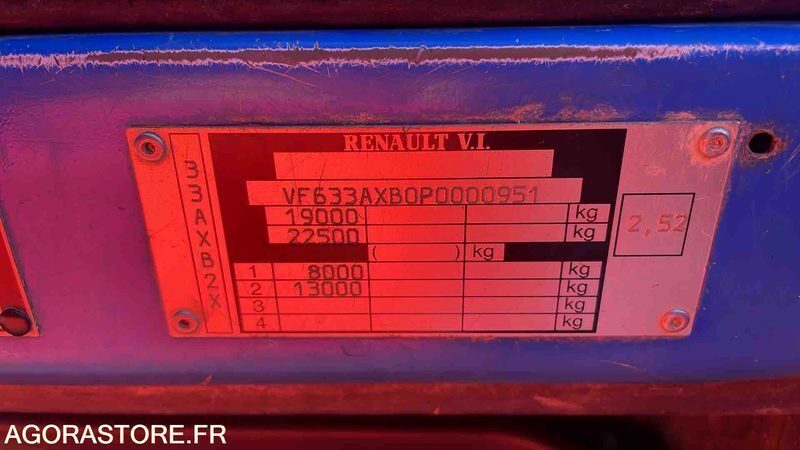 RENAULT V.I.
VF633AXB0P0000951
19000 kg
22500 kg
( ) kg
1 8000 kg
2 13000 kg
3 kg
4 kg
33AXB2X
2,52
AGORASTORE.FR